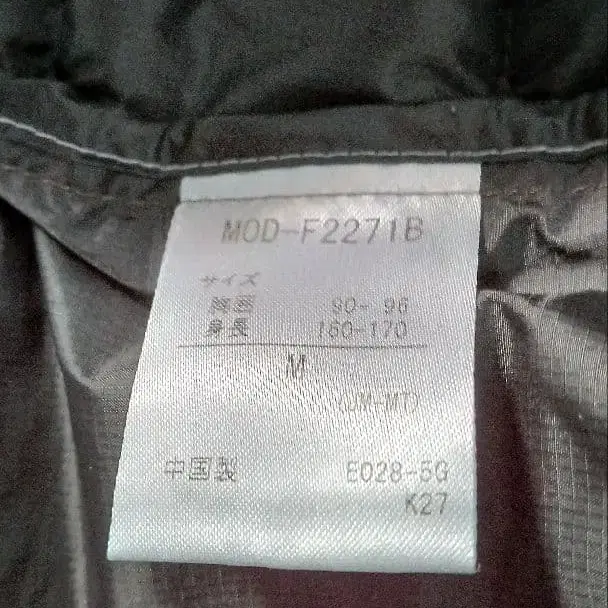 MOD-F2271B
サイズ
胸囲 90- 96
身長 160-170
M
(UM-MT)
中国製 E028-5G
K27